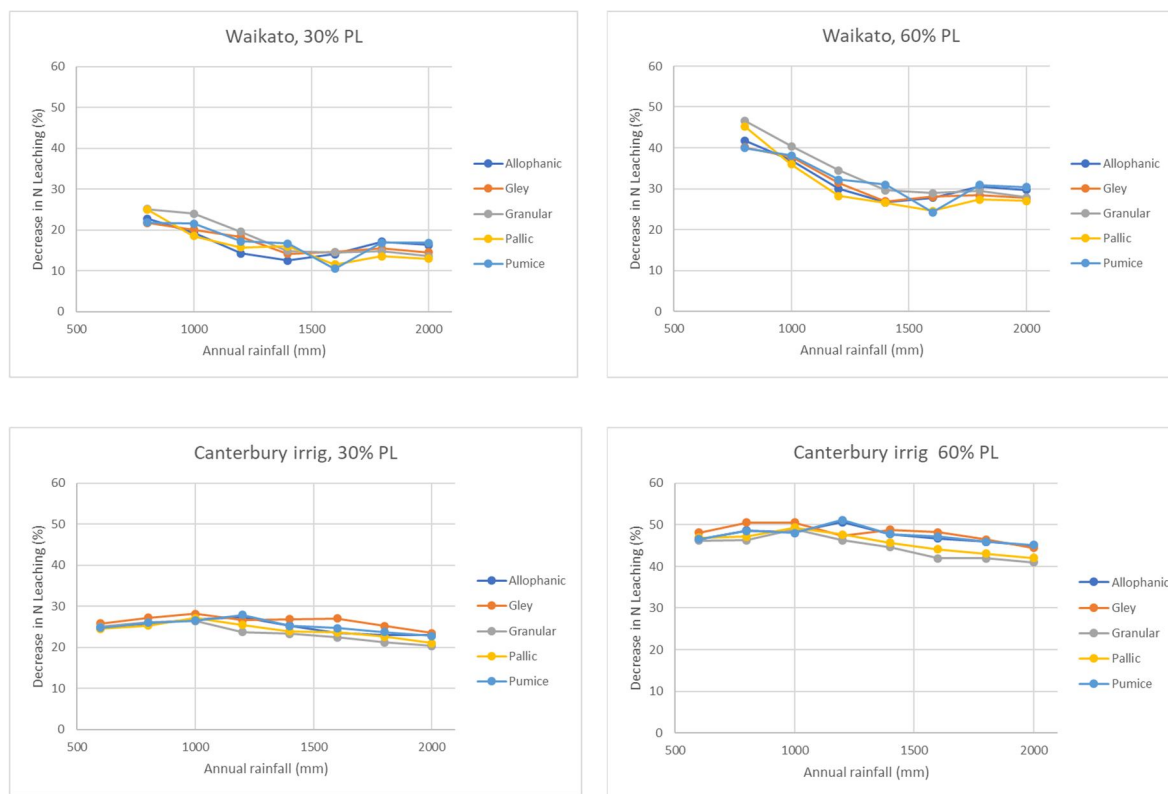 Waikato, 30% PL
Decrease in N Leaching (%)
60
50
40
30
20
10
0
500
1000
1500
2000
Annual rainfall (mm)
Allophanic
Gley
Granular
Pallic
Pumice
Waikato, 60% PL
Decrease in N Leaching (%)
60
50
40
30
20
10
0
500
1000
1500
2000
Annual rainfall (mm)
Allophanic
Gley
Granular
Pallic
Pumice
Canterbury irrig, 30% PL
Decrease in N Leaching (%)
60
50
40
30
20
10
0
500
1000
1500
2000
Annual rainfall (mm)
Allophanic
Gley
Granular
Pallic
Pumice
Canterbury irrig 60% PL
Decrease in N Leaching (%)
60
50
40
30
20
10
0
500
1000
1500
2000
Annual rainfall (mm)
Allophanic
Gley
Granular
Pallic
Pumice